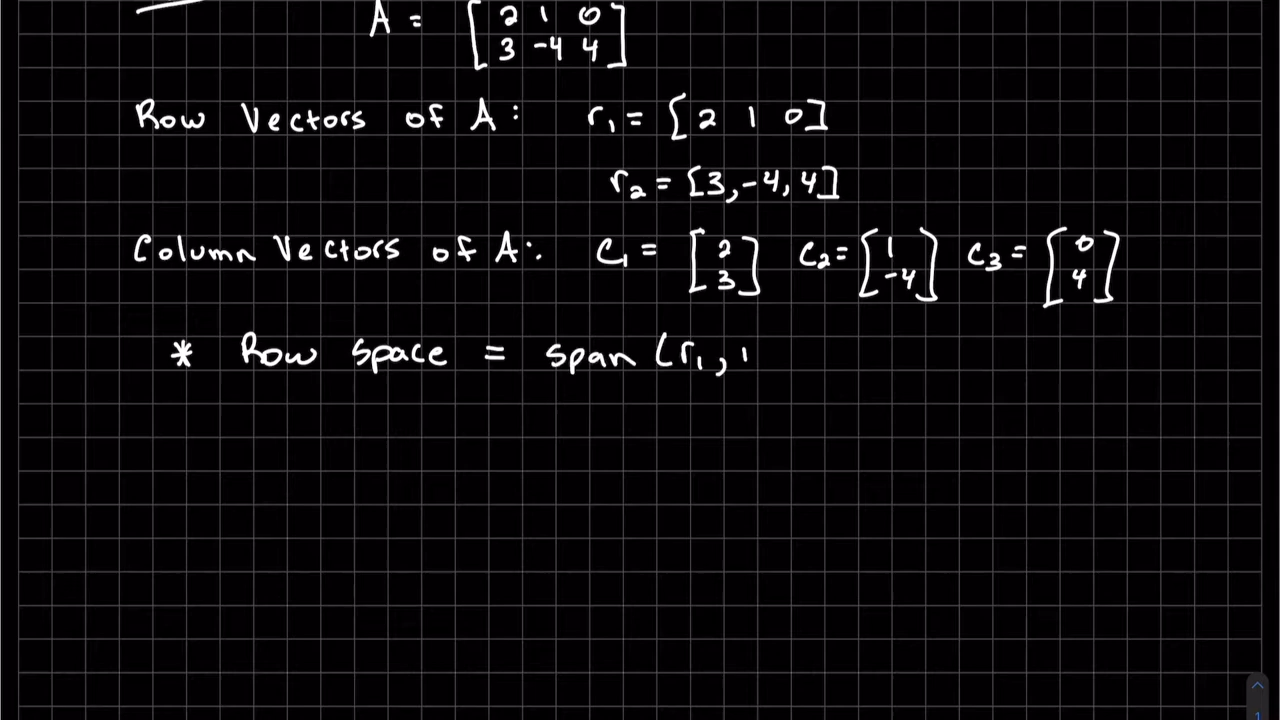 A = [ 2 1 0
3 -4 4 ]
Row Vectors of A: r₁ = [2 1 0]
r₂ = [3, -4, 4]
Column Vectors of A: c₁ = [ 2 3 ] c₂ = [ 1 -4 ] c₃ = [ 0 4 ]
* Row space = span (r₁, 
1